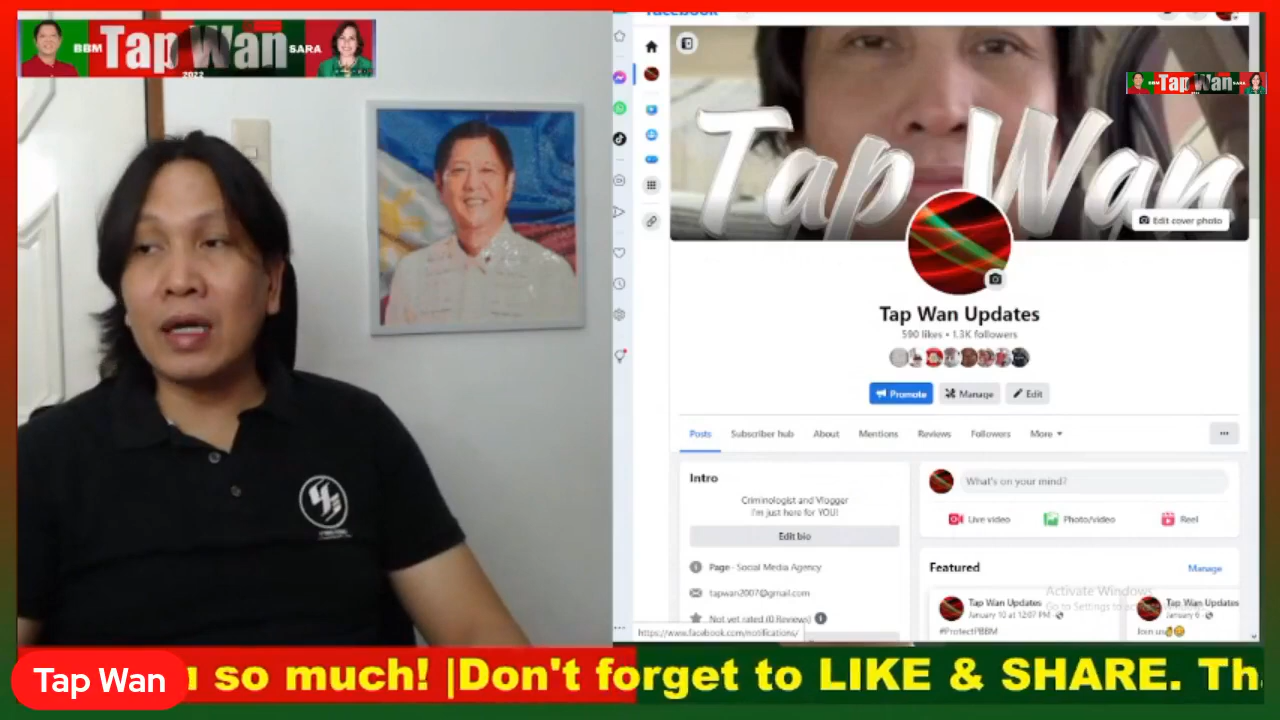 BBM Tap Wan SARA
2022
facebook
BBM Tap Wan SARA
Tap Wan
Edit cover photo
Tap Wan Updates
590 likes • 1.3K followers
Promote
Manage
Edit
Posts
Subscriber hub
About
Mentions
Reviews
Followers
More
Intro
Criminologist and Vlogger
I'm just here for YOU!
Edit bio
Page · Social Media Agency
tapwan2007@gmail.com
Not yet rated (0 Reviews)
What's on your mind?
Live video
Photo/video
Reel
Featured
Manage
Activate Windows
Go to Settings to
Tap Wan Updates
January 10 at 12:07 PM
#ProtectPBBM
Tap Wan Updates
January 6
Join us
https://www.facebook.com/notifications/
u so much! |Don't forget to LIKE & SHARE. Tha
Tap Wan